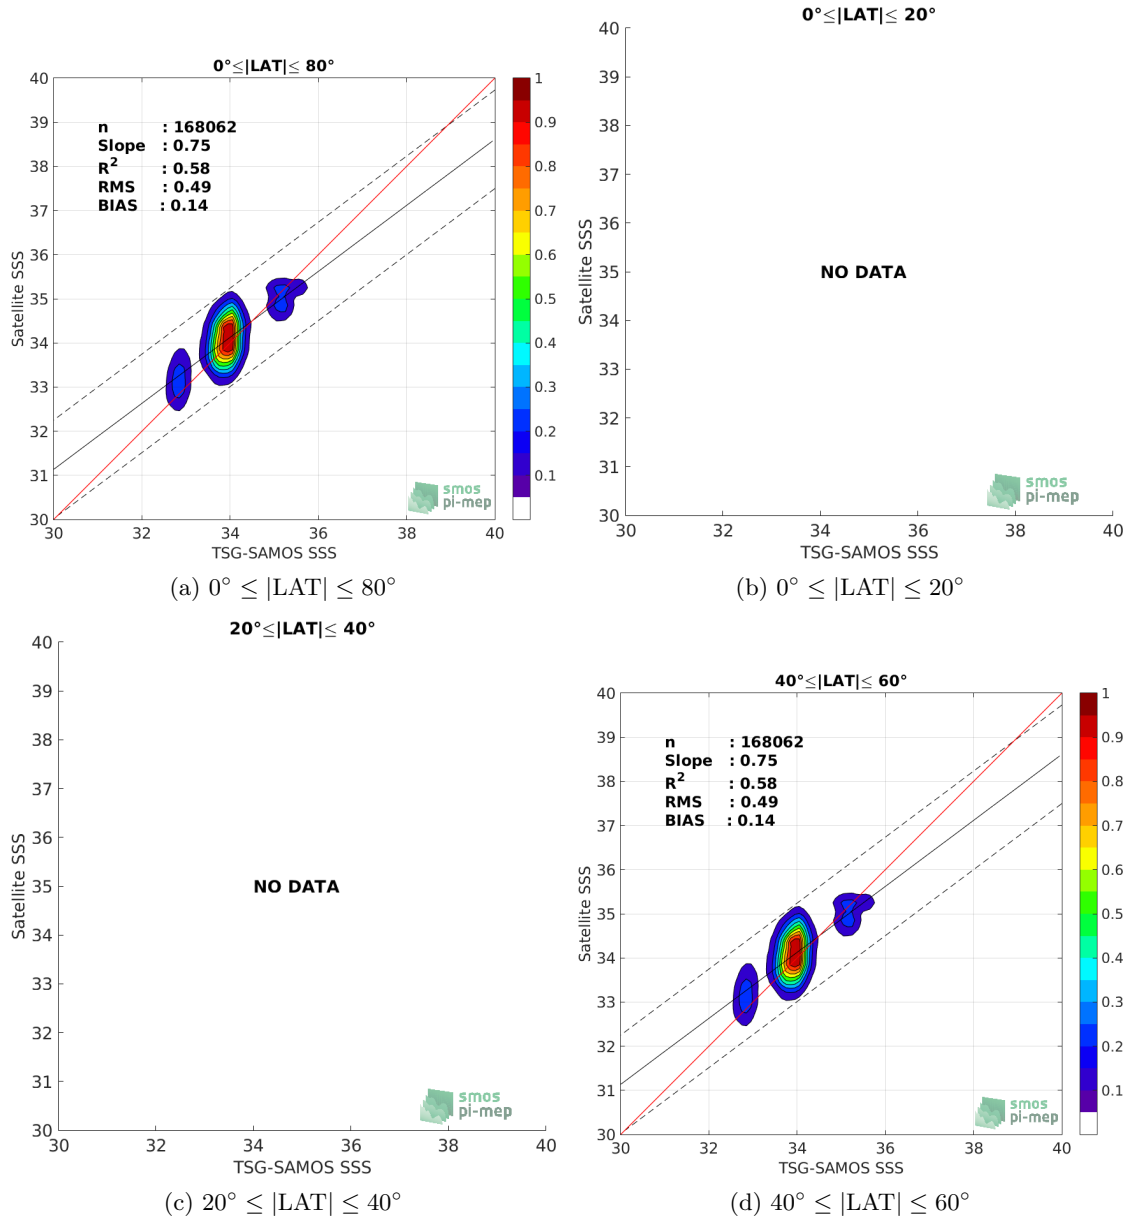 0°≤|LAT|≤ 80°
40
39
38
37
36
35
34
33
32
31
30
n : 168062
Slope : 0.75
R² : 0.58
RMS : 0.49
BIAS : 0.14
Satellite SSS
30 32 34 36 38 40
TSG-SAMOS SSS
smos
pi-mep
1
0.9
0.8
0.7
0.6
0.5
0.4
0.3
0.2
0.1
(a) 0° ≤ |LAT| ≤ 80°
0°≤|LAT|≤ 20°
40
39
38
37
36
35
34
33
32
31
30
Satellite SSS
NO DATA
smos
pi-mep
30 32 34 36 38 40
TSG-SAMOS SSS
(b) 0° ≤ |LAT| ≤ 20°
20°≤|LAT|≤ 40°
40
39
38
37
36
35
34
33
32
31
30
Satellite SSS
NO DATA
smos
pi-mep
30 32 34 36 38 40
TSG-SAMOS SSS
(c) 20° ≤ |LAT| ≤ 40°
40°≤|LAT|≤ 60°
40
39
38
37
36
35
34
33
32
31
30
n : 168062
Slope : 0.75
R² : 0.58
RMS : 0.49
BIAS : 0.14
Satellite SSS
smos
pi-mep
30 32 34 36 38 40
TSG-SAMOS SSS
1
0.9
0.8
0.7
0.6
0.5
0.4
0.3
0.2
0.1
(d) 40° ≤ |LAT| ≤ 60°